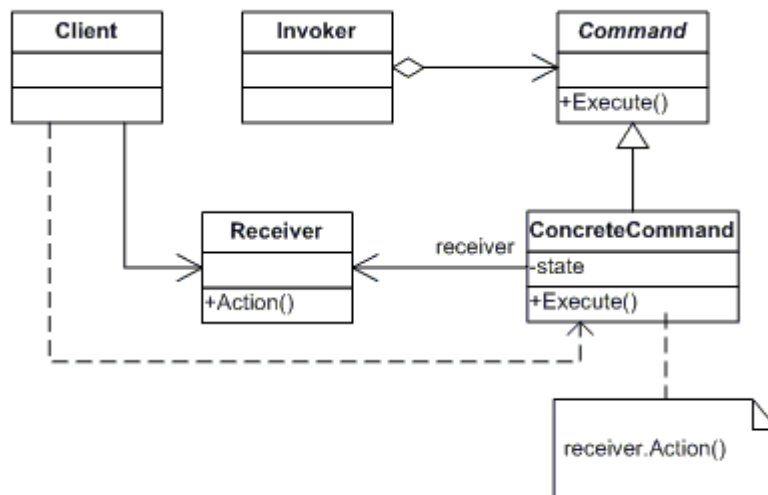 Client
Invoker
Command
+Execute()
Receiver
+Action()
receiver
ConcreteCommand
-state
+Execute()
receiver.Action()